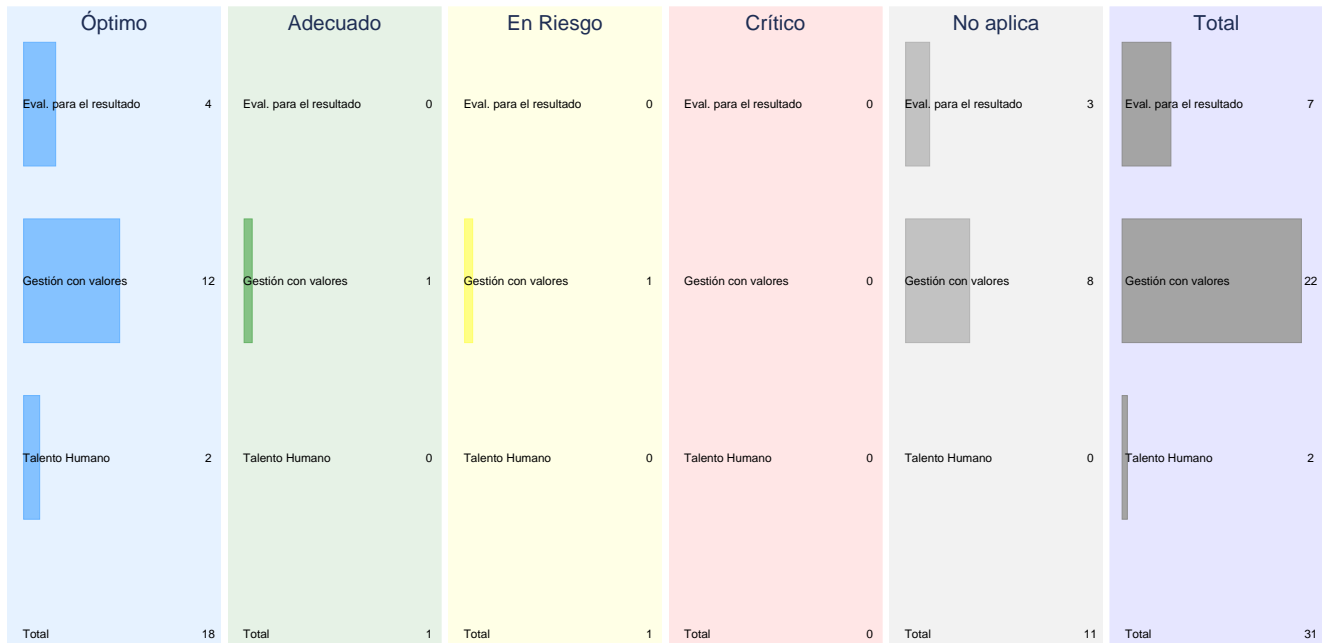 Óptimo Adecuado En Riesgo Crítico No aplica Total
Eval. para el resultado 4 Eval. para el resultado 0 Eval. para el resultado 0 Eval. para el resultado 0 Eval. para el resultado 3 Eval. para el resultado 7
Gestión con valores 12 Gestión con valores 1 Gestión con valores 1 Gestión con valores 0 Gestión con valores 8 Gestión con valores 22
Talento Humano 2 Talento Humano 0 Talento Humano 0 Talento Humano 0 Talento Humano 0 Talento Humano 2
Total 18 Total 1 Total 1 Total 0 Total 11 Total 31